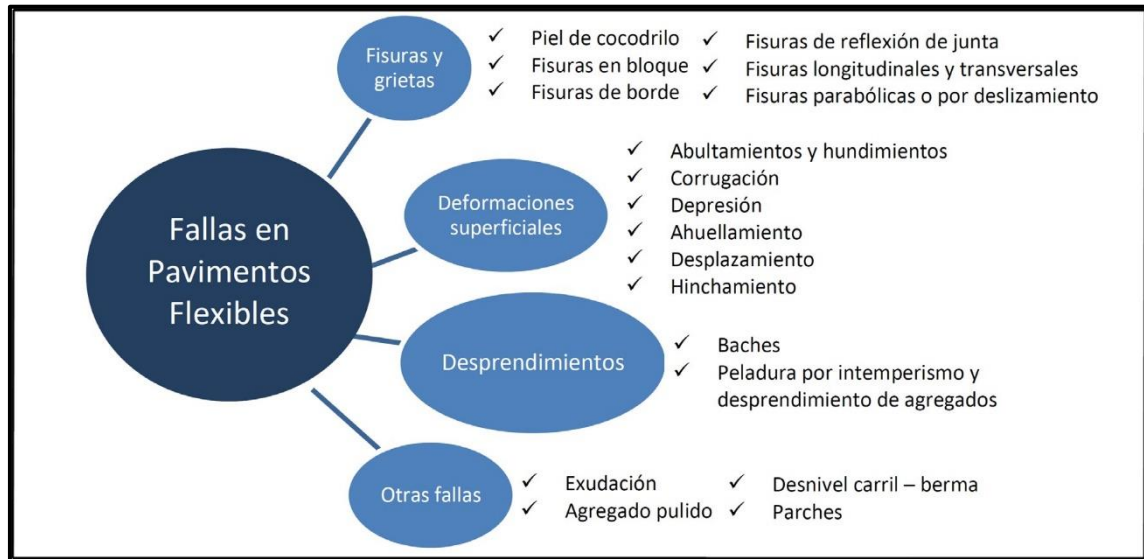 Fallas en
Pavimentos
Flexibles
Fisuras y
grietas
✓ Piel de cocodrilo
✓ Fisuras en bloque
✓ Fisuras de borde
✓ Fisuras de reflexión de junta
✓ Fisuras longitudinales y transversales
✓ Fisuras parabólicas o por deslizamiento
Deformaciones
superficiales
✓ Abultamientos y hundimientos
✓ Corrugación
✓ Depresión
✓ Ahuellamiento
✓ Desplazamiento
✓ Hinchamiento
Desprendimientos
✓ Baches
✓ Peladura por intemperismo y
desprendimiento de agregados
Otras fallas
✓ Exudación
✓ Agregado pulido
✓ Desnivel carril – berma
✓ Parches